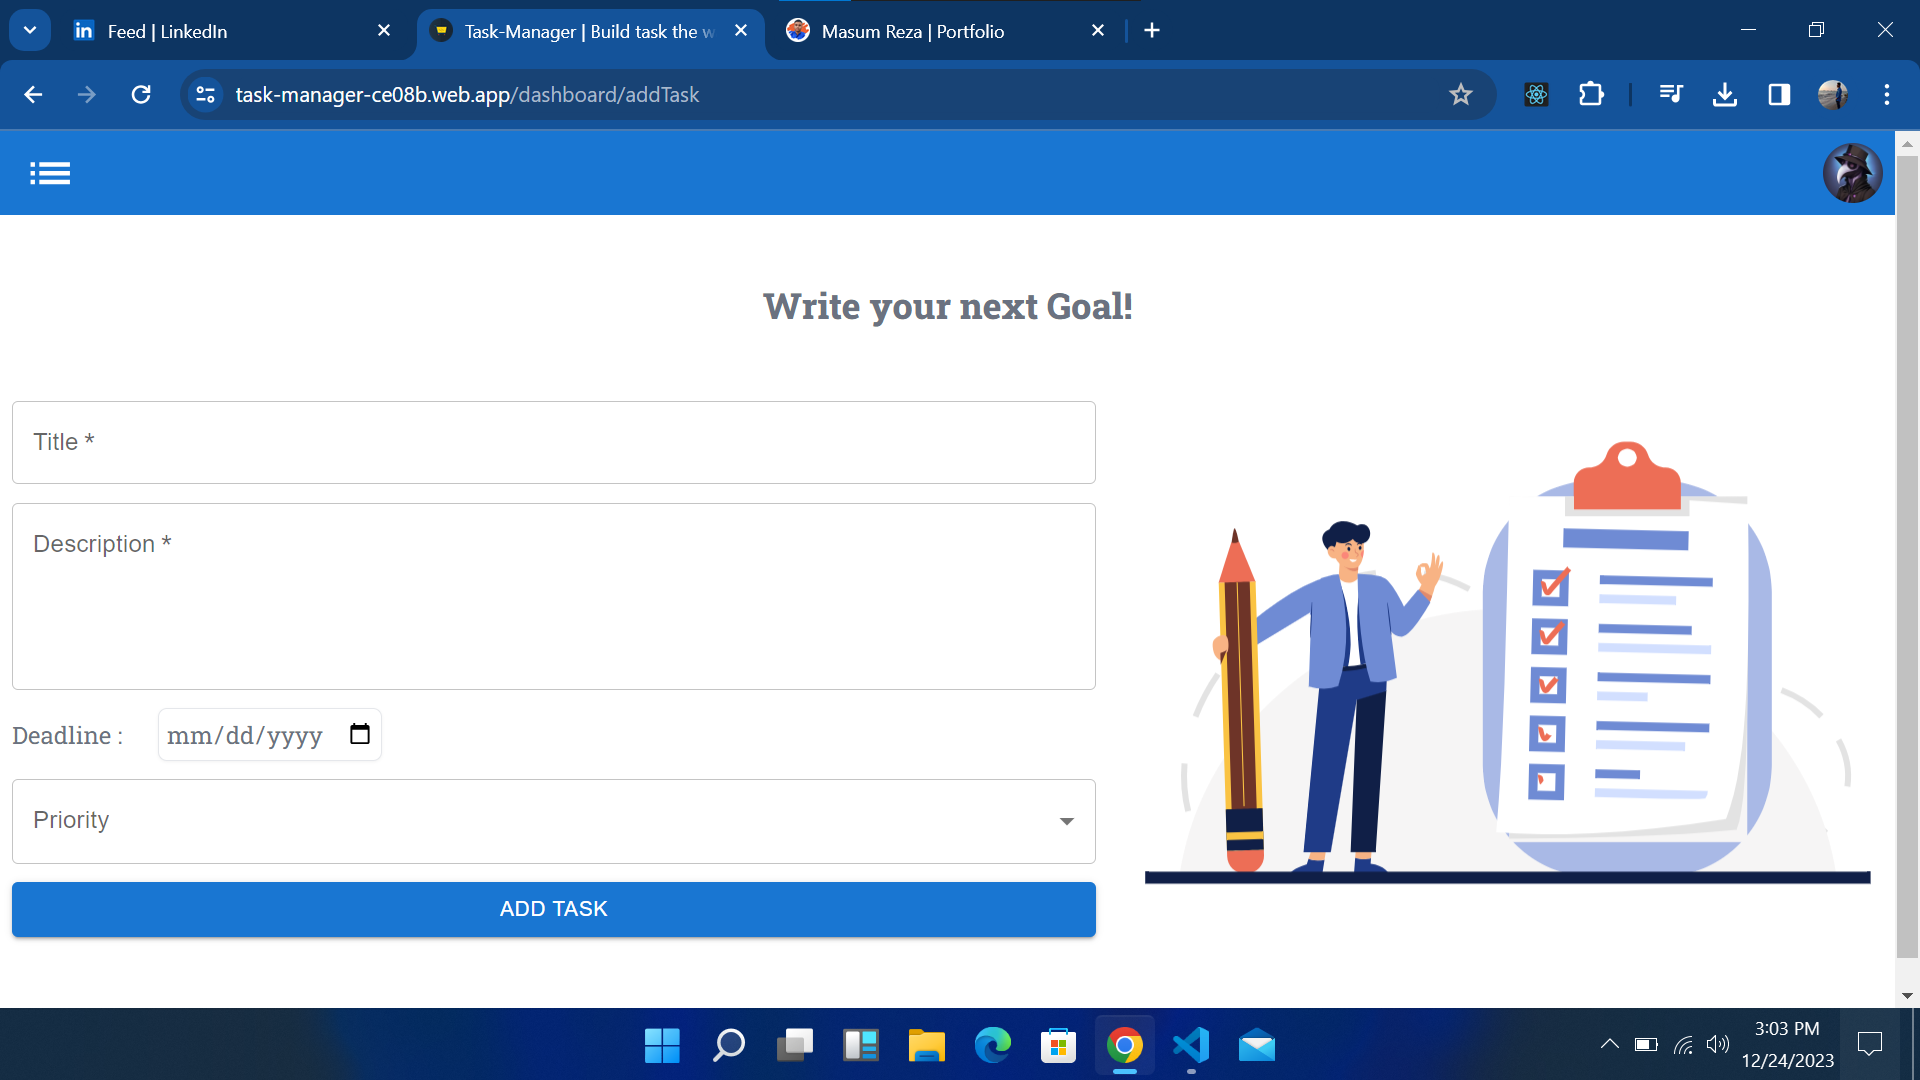 Feed | LinkedIn
Task-Manager | Build task the w
Masum Reza | Portfolio
task-manager-ce08b.web.app/dashboard/addTask
Write your next Goal!
Title *
Description *
Deadline :
mm/dd/yyyy
Priority
ADD TASK
3:03 PM
12/24/2023